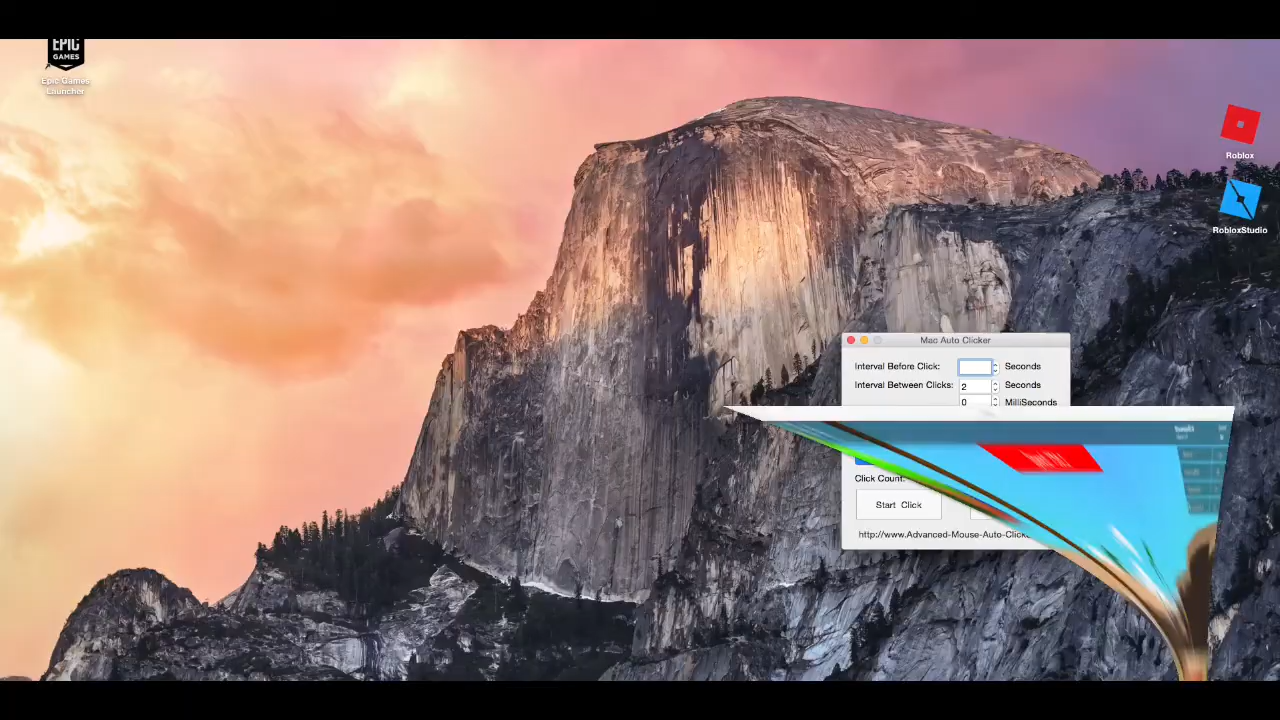 EPIC
GAMES
Epic Games
Launcher
Roblox
RobloxStudio
Mac Auto Clicker
Interval Before Click:
Seconds
Interval Between Clicks: 2 Seconds
0 MilliSeconds
Click Count:
Start Click
http://www.Advanced-Mouse-Auto-Clicke